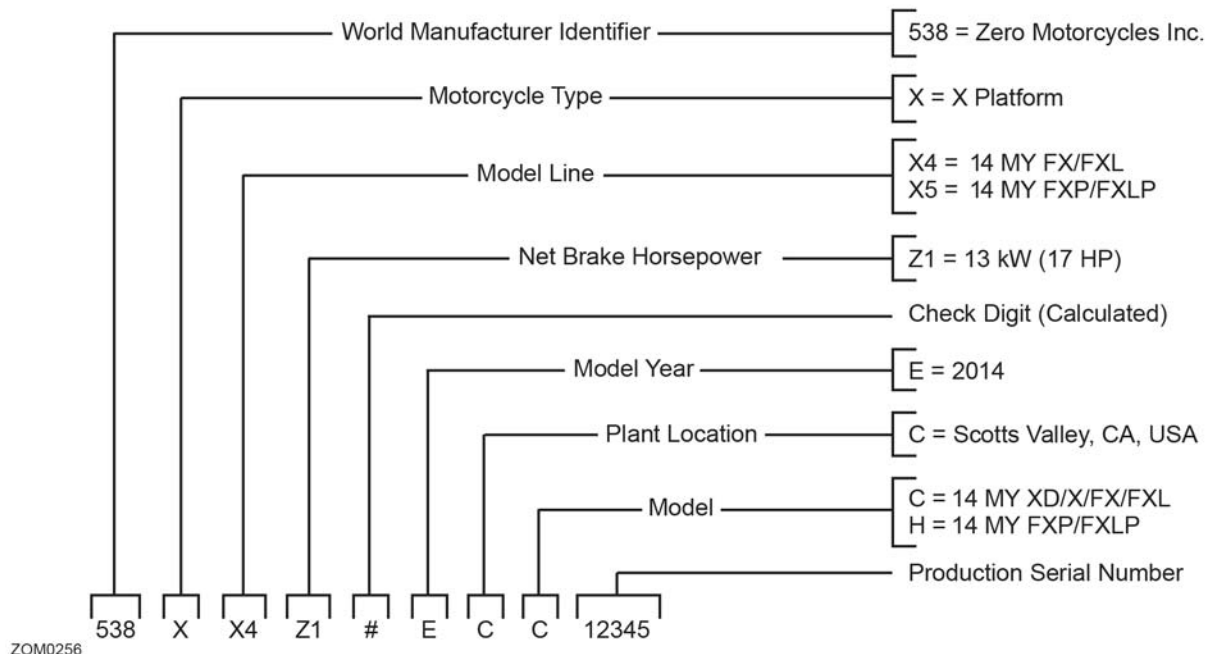 World Manufacturer Identifier
538 = Zero Motorcycles Inc.
Motorcycle Type
X = X Platform
Model Line
X4 = 14 MY FX/FXL
X5 = 14 MY FXP/FXLP
Net Brake Horsepower
Z1 = 13 kW (17 HP)
Check Digit (Calculated)
Model Year
E = 2014
Plant Location
C = Scotts Valley, CA, USA
Model
C = 14 MY XD/X/FX/FXL
H = 14 MY FXP/FXLP
Production Serial Number
538 X X4 Z1 # E C C 12345
ZOM0256